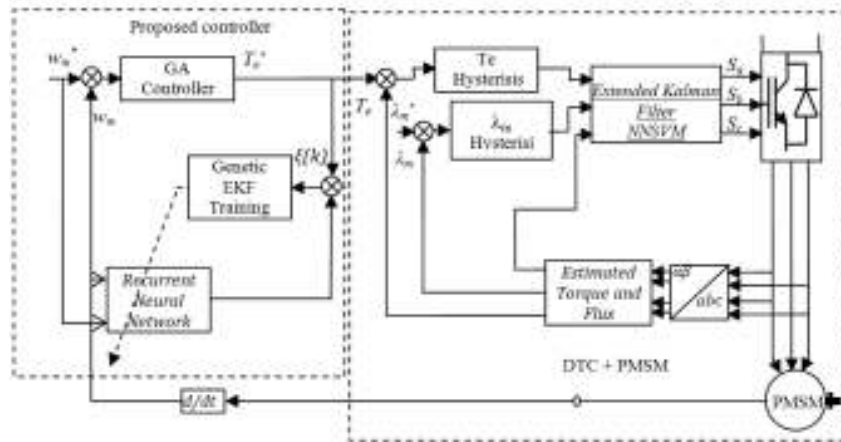 Proposed controller
wm*
GA
Controller
Te*
wm
Te
Hysterisis
Te
λm*
λm
λm
Hysterisi
Extended Kalman
Filter
NNSVM
Sa
Sb
Sc
ξ(k)
Genetic
EKF
Training
Recurrent
Neural
Network
Estimated
Torque and
Flux
αβ
abc
DTC + PMSM
d/dt
PMSM